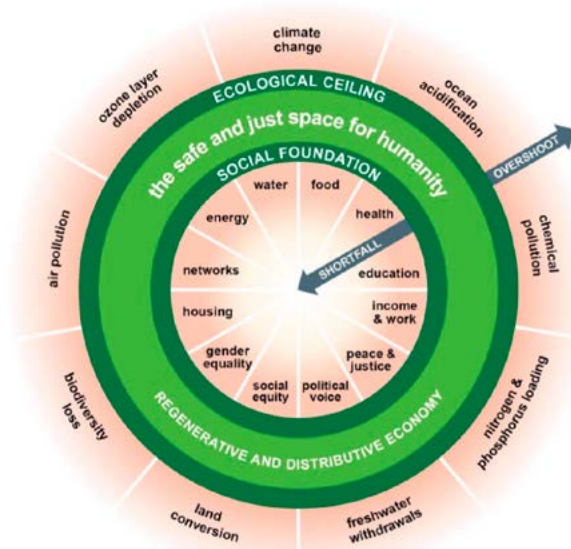 climate
change
ocean
acidification
chemical
pollution
nitrogen &
phosphorus loading
freshwater
withdrawals
land
conversion
biodiversity
loss
air pollution
ozone layer
depletion
ECOLOGICAL CEILING
the safe and just space for humanity
SOCIAL FOUNDATION
OVERSHOOT
SHORTFALL
water
food
health
education
income
& work
peace &
justice
political
voice
social
equity
gender
equality
housing
networks
energy
REGENERATIVE AND DISTRIBUTIVE ECONOMY